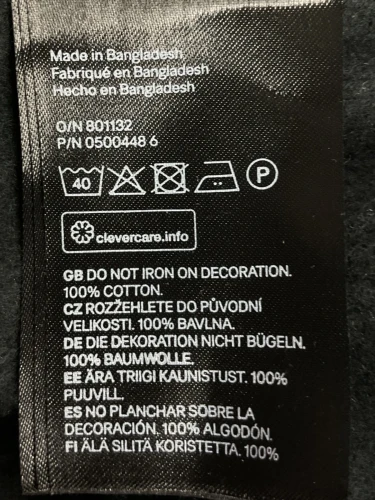 Made in Bangladesh
Fabriqué en Bangladesh
Hecho en Bangladesh
O/N 801132
P/N 0500448 6
40 P
clevercare.info
GB DO NOT IRON ON DECORATION.
100% COTTON.
CZ ROZŽEHLETE DO PŮVODNÍ
VELIKOSTI. 100% BAVLNA.
DE DIE DEKORATION NICHT BÜGELN.
100% BAUMWOLLE.
EE ÄRA TRIIGI KAUNISTUST. 100%
PUUVILL.
ES NO PLANCHAR SOBRE LA
DECORACIÓN. 100% ALGODÓN.
FI ÄLÄ SILITÄ KORISTETTA. 100%